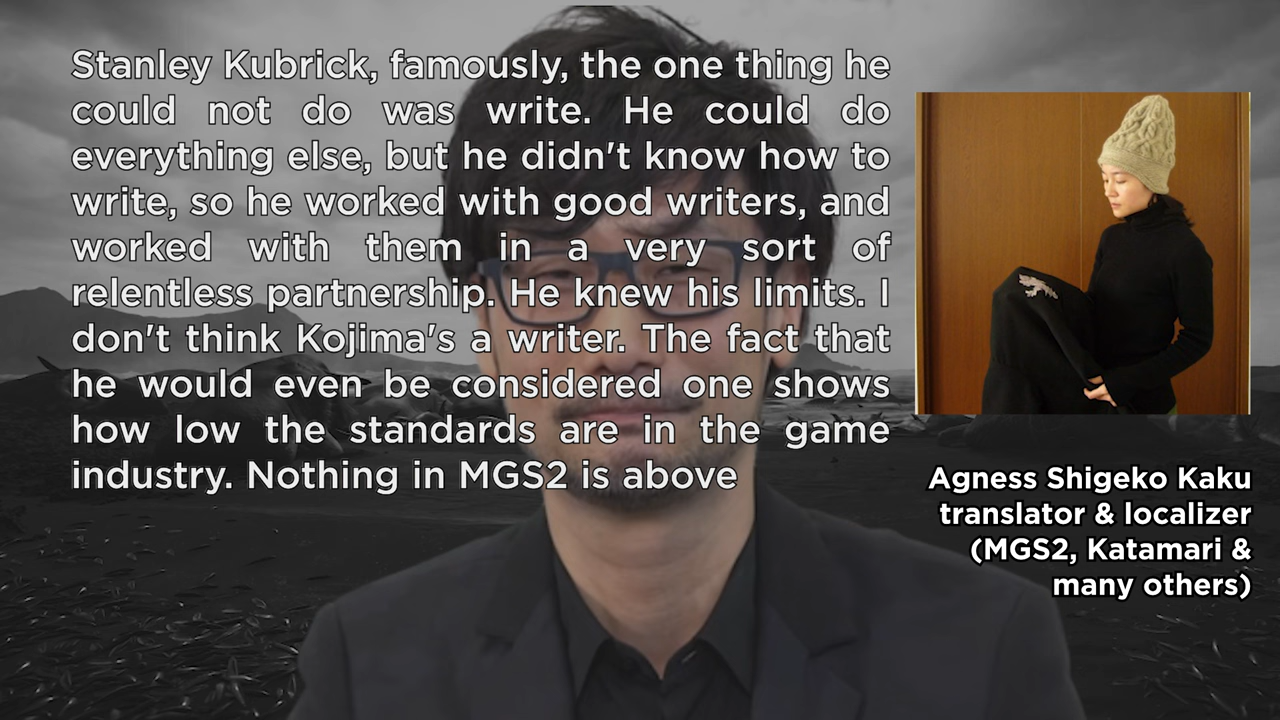 Stanley Kubrick, famously, the one thing he
could not do was write. He could do
everything else, but he didn't know how to
write, so he worked with good writers, and
worked with them in a very sort of
relentless partnership. He knew his limits. I
don't think Kojima's a writer. The fact that
he would even be considered one shows
how low the standards are in the game
industry. Nothing in MGS2 is above
Agness Shigeko Kaku
translator & localizer
(MGS2, Katamari &
many others)